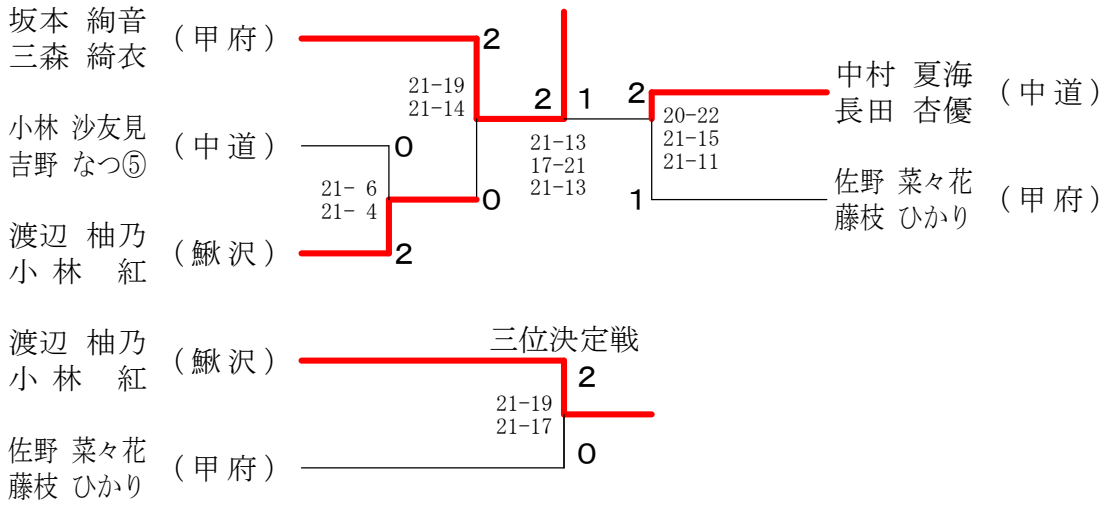 坂本 絢音
三森 綺衣
(甲府)
2
21-19
21-14
小林 沙友見
吉野 なつ⑤
(中道)
0
21- 6
21- 4
0
渡辺 柚乃
小林 紅
(鰍沢)
2
2 1
21-13
17-21
21-13
2
20-22
21-15
21-11
1
中村 夏海
長田 杏優
(中道)
佐野 菜々花
藤枝 ひかり
(甲府)
三位決定戦
渡辺 柚乃
小林 紅
(鰍沢)
2
21-19
21-17
0
佐野 菜々花
藤枝 ひかり
(甲府)